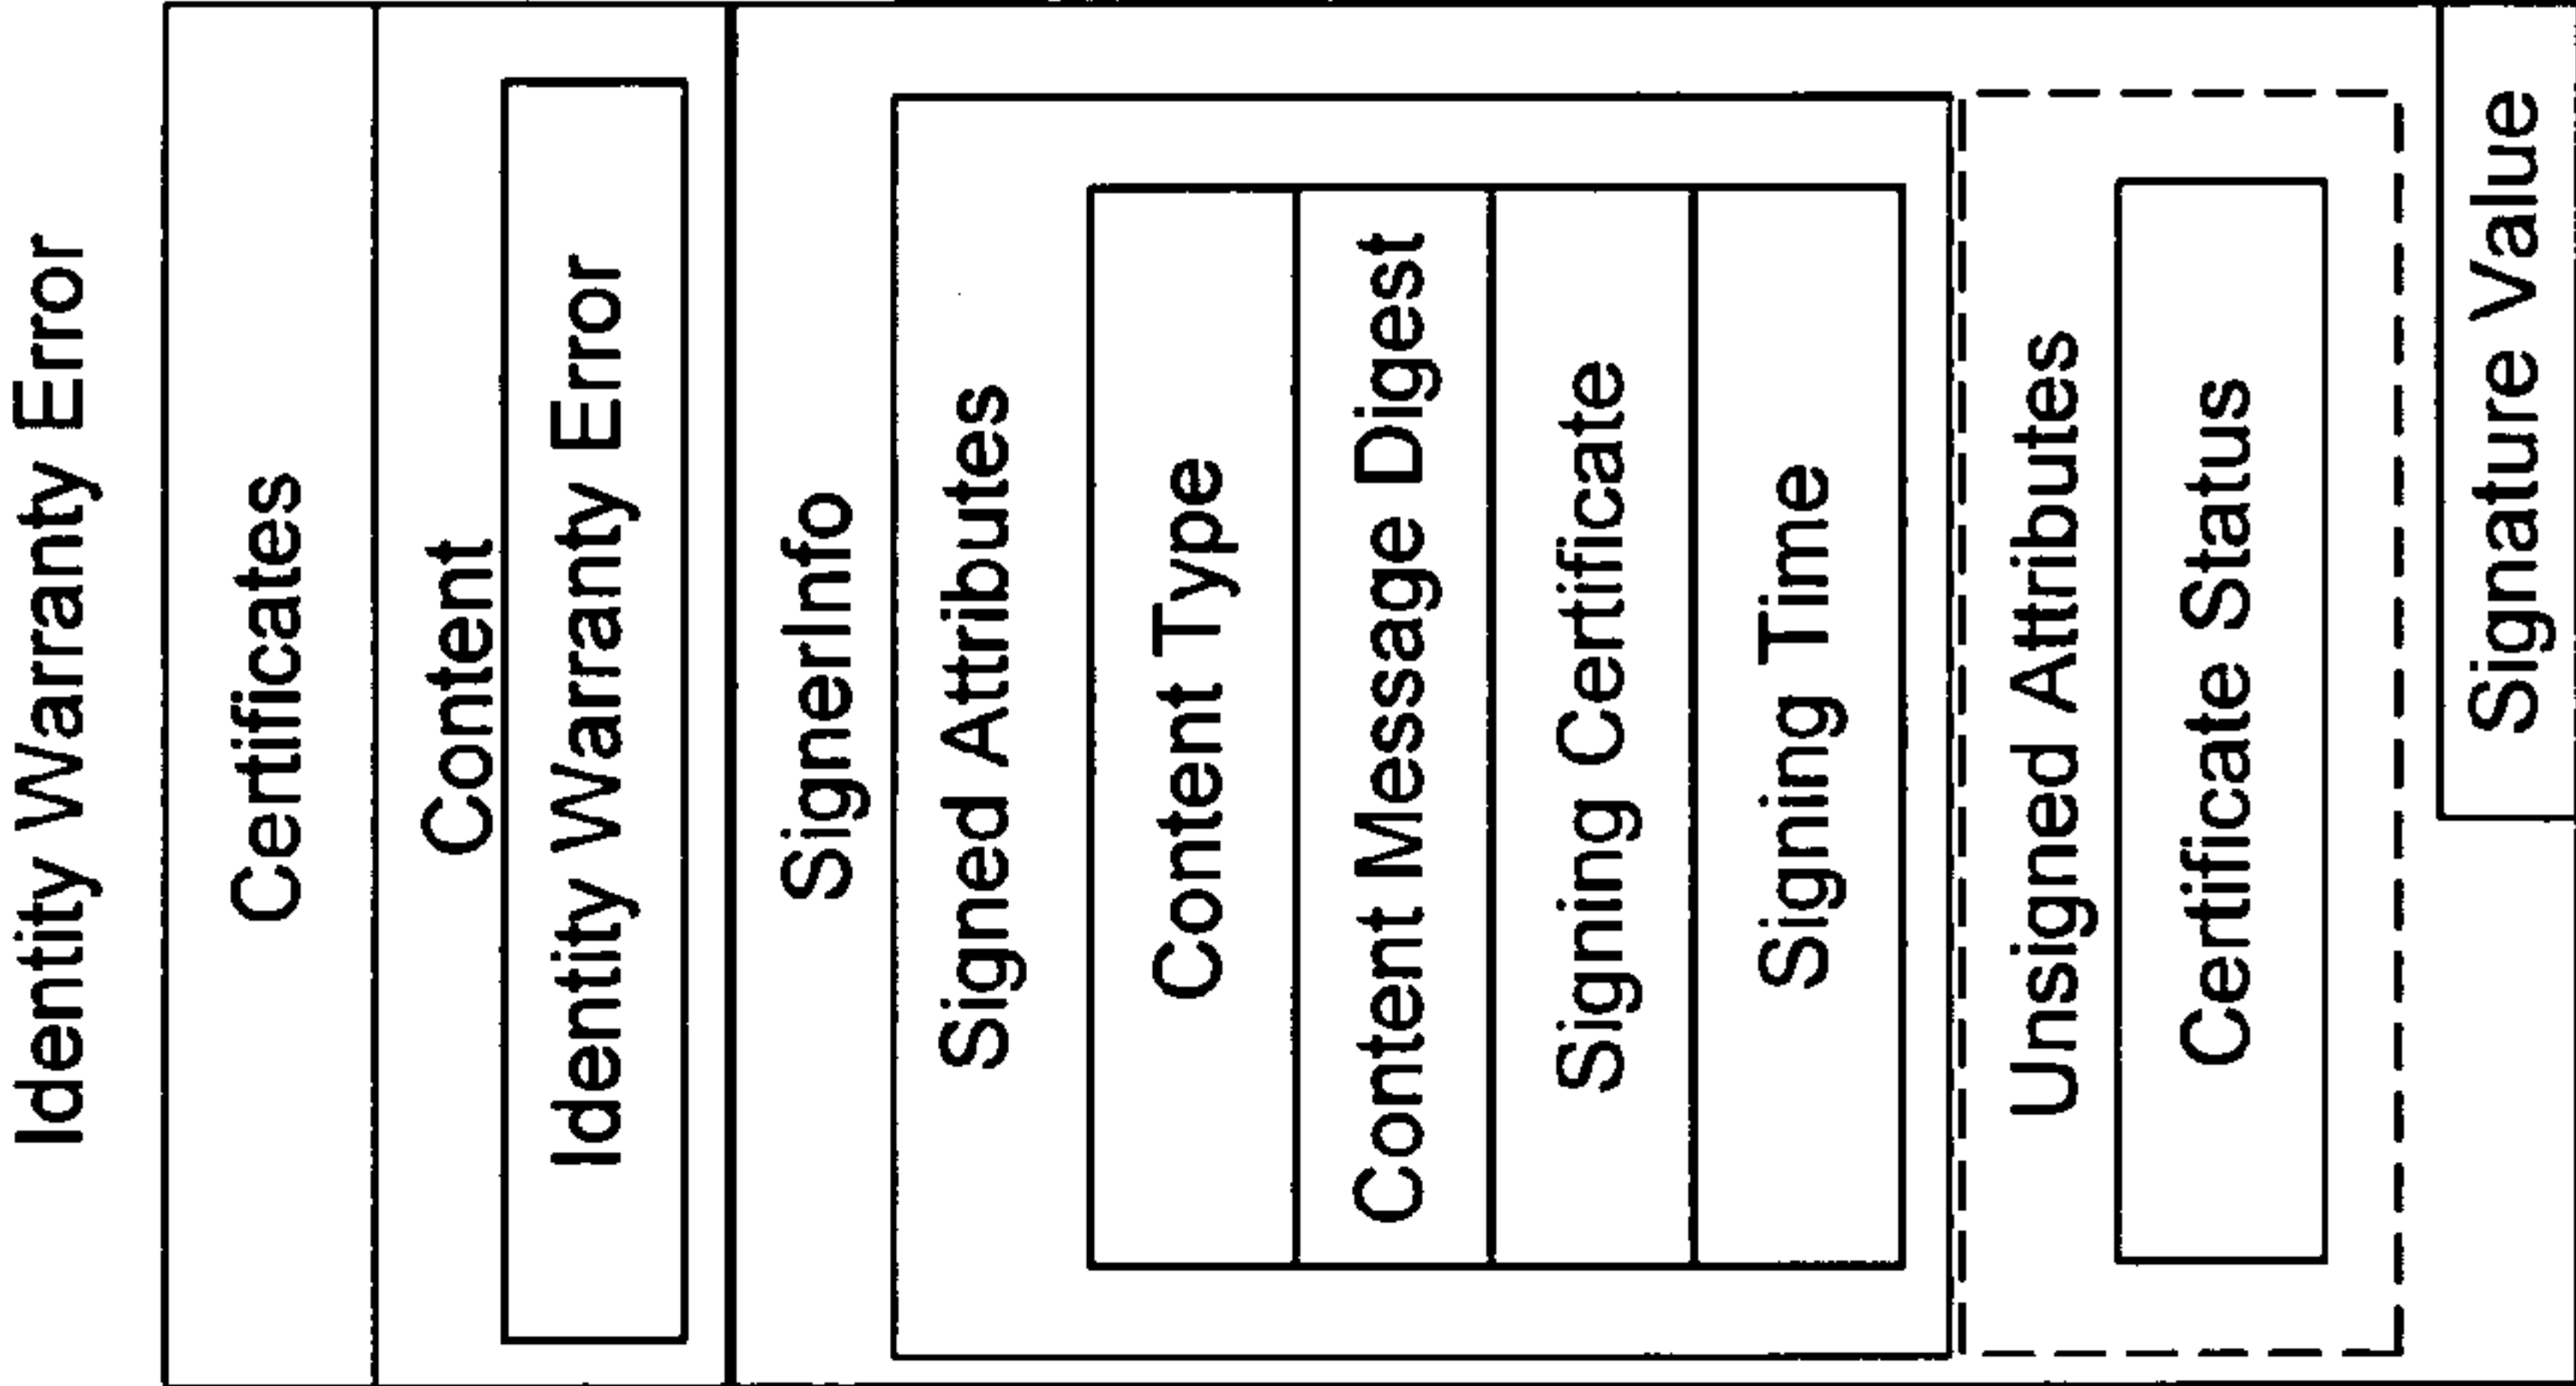 Identity Warranty Error
Certificates
Content
Identity Warranty Error
SignerInfo
Signed Attributes
Content Type
Content Message Digest
Signing Certificate
Signing Time
Unsigned Attributes
Certificate Status
Signature Value